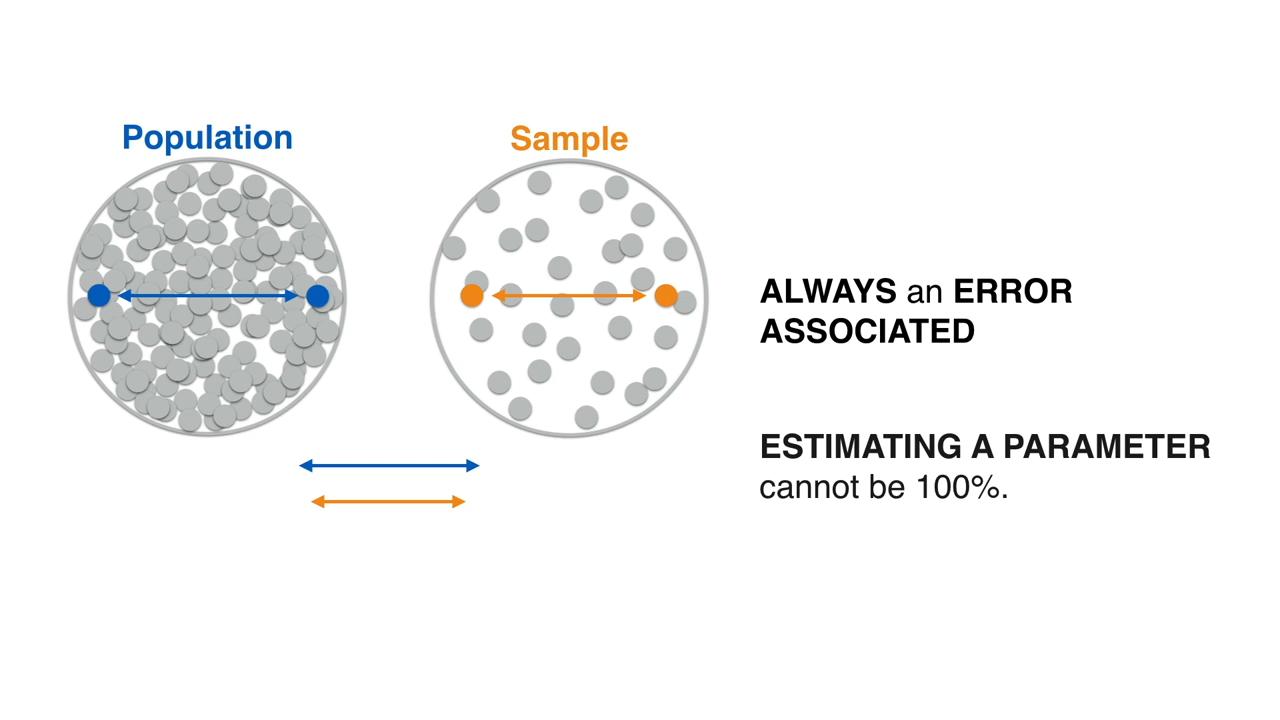 Population
Sample
ALWAYS an ERROR
ASSOCIATED
ESTIMATING A PARAMETER
cannot be 100%.